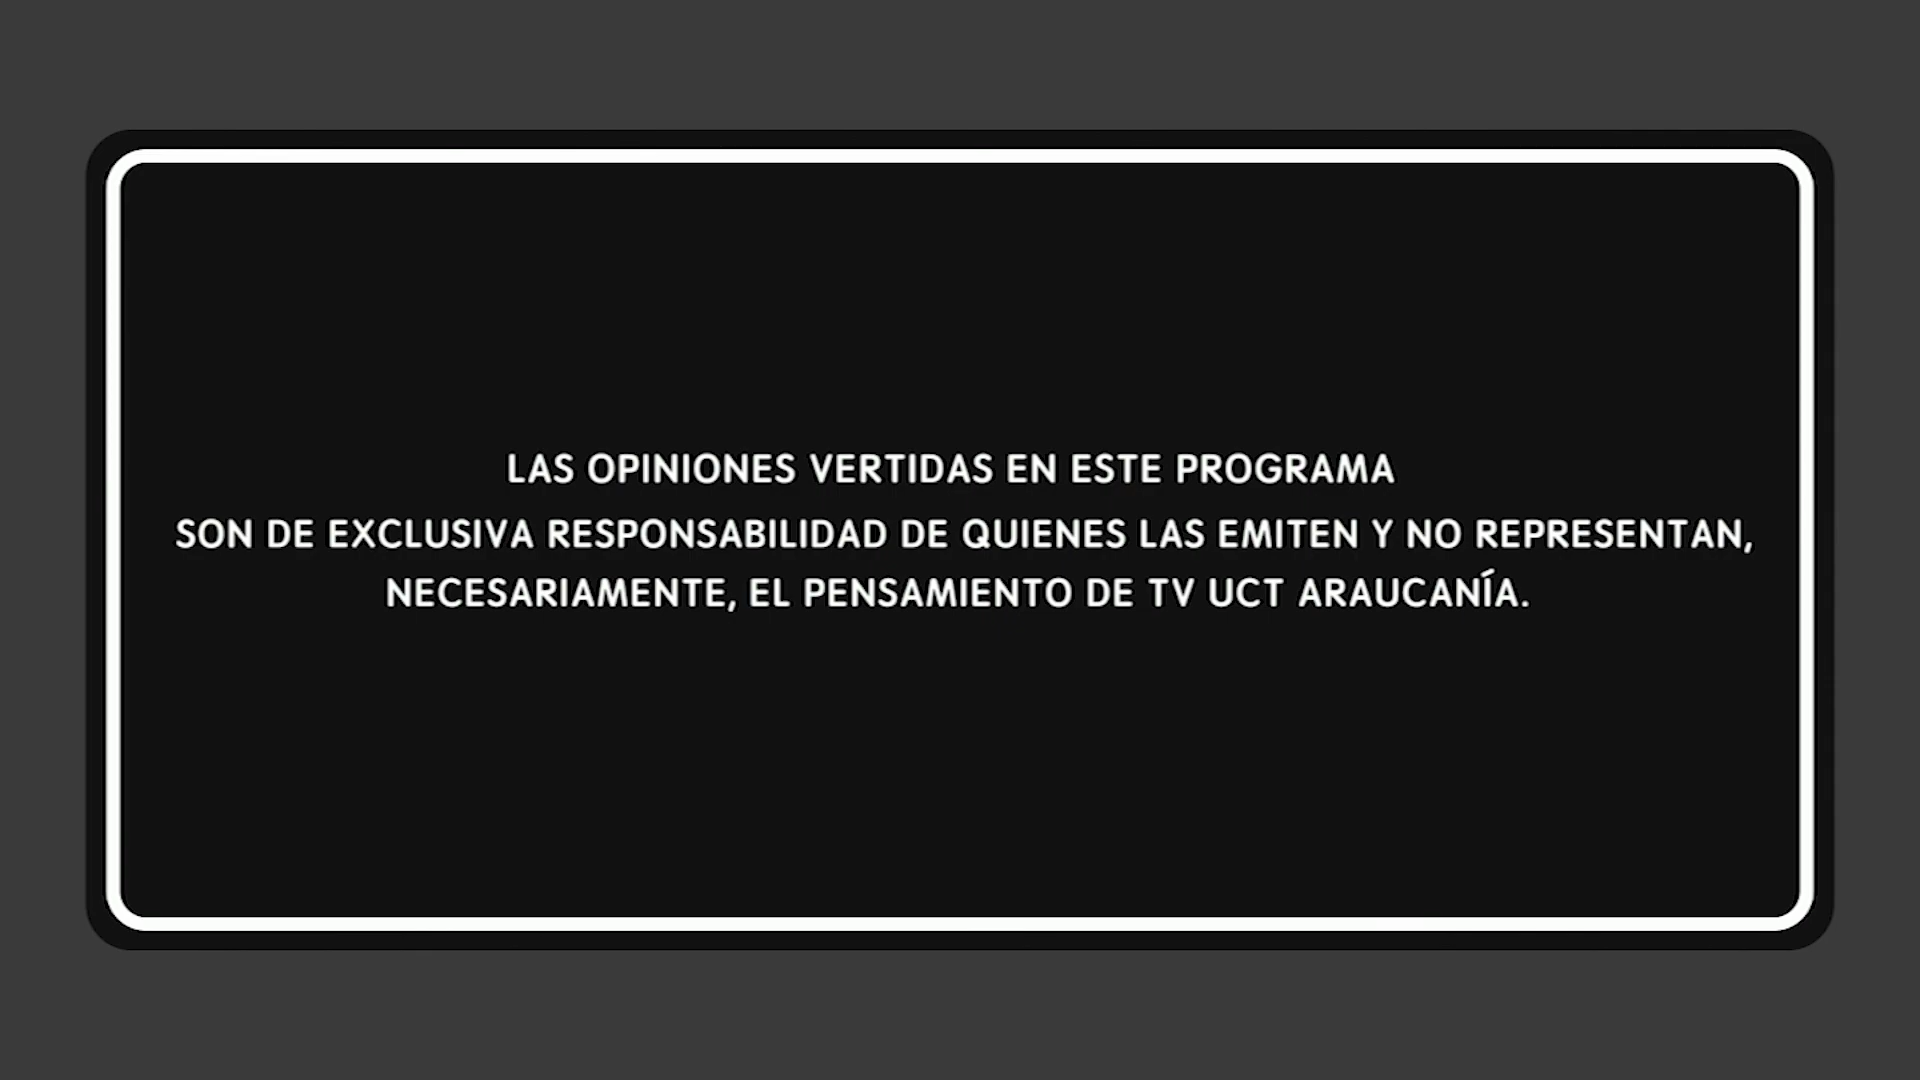 LAS OPINIONES VERTIDAS EN ESTE PROGRAMA
SON DE EXCLUSIVA RESPONSABILIDAD DE QUIENES LAS EMITEN Y NO REPRESENTAN,
NECESARIAMENTE, EL PENSAMIENTO DE TV UCT ARAUCANÍA.